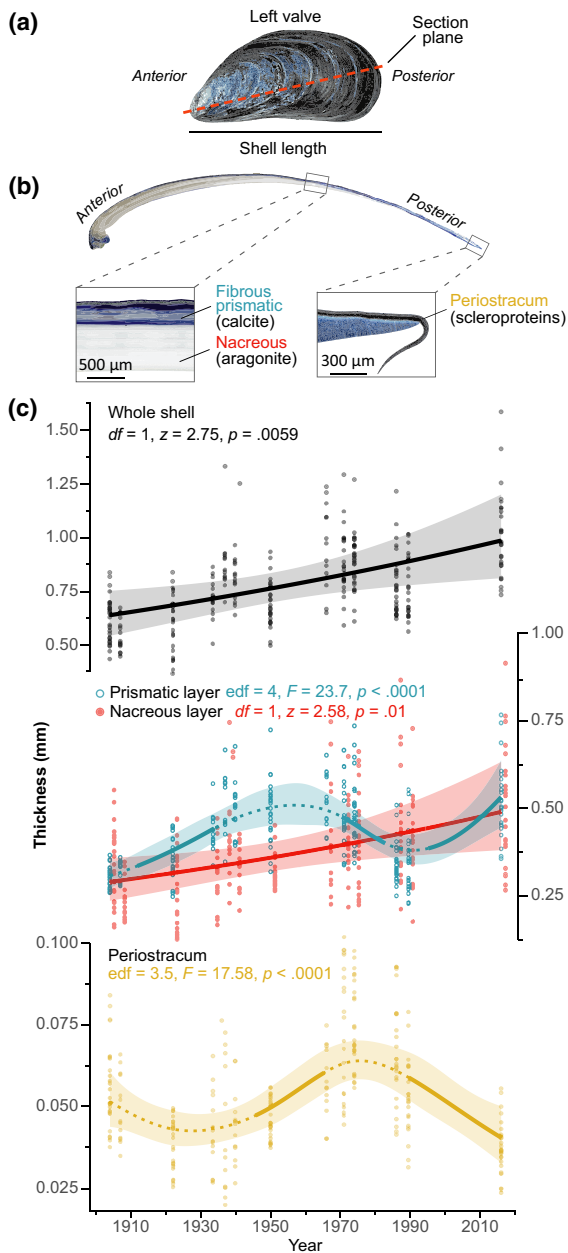 (a)
Left valve
Section
plane
Anterior
Posterior
Shell length
(b)
Anterior
Posterior
Fibrous
prismatic
(calcite)
Nacreous
(aragonite)
500 µm
Periostracum
(scleroproteins)
300 µm
(c)
Whole shell
df = 1, z = 2.75, p = .0059
1.50
1.25
1.00
0.75
0.50
Prismatic layer edf = 4, F = 23.7, p < .0001
Nacreous layer df = 1, z = 2.58, p = .01
1.00
0.75
0.50
0.25
Thickness (mm)
Periostracum
edf = 3.5, F = 17.58, p < .0001
0.100
0.075
0.050
0.025
1910 1930 1950 1970 1990 2010
Year